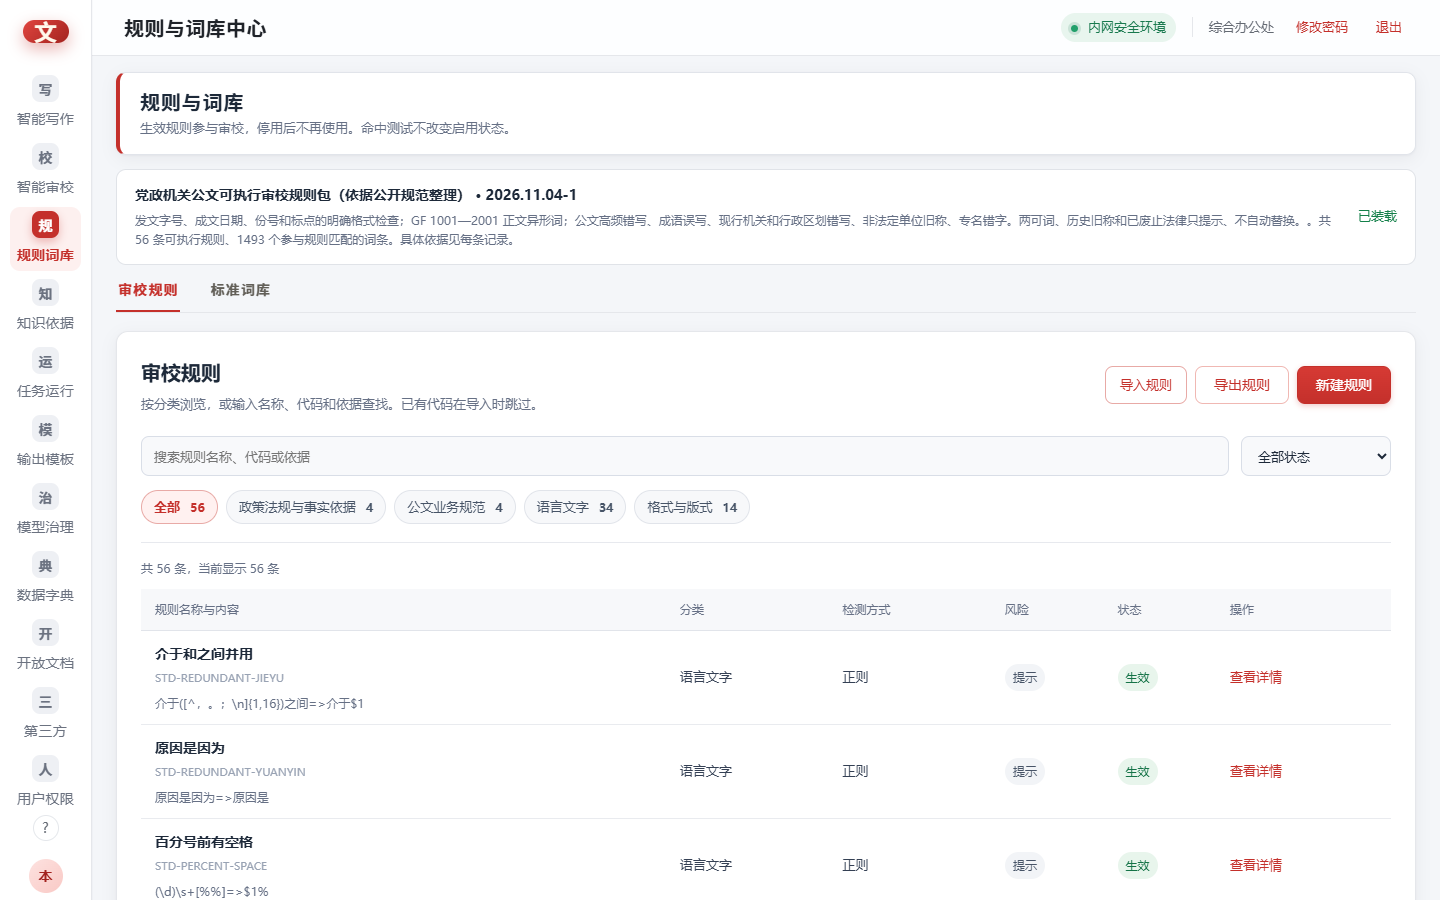 文
写
智能写作
校
智能审校
规
规则词库
知
知识依据
运
任务运行
模
输出模板
治
模型治理
典
数据字典
开
开放文档
三
第三方
人
用户权限
?
本
规则与词库中心
内网安全环境
综合办公处
修改密码
退出
规则与词库
生效规则参与审校，停用后不再使用。命中测试不改变启用状态。
党政机关公文可执行审校规则包（依据公开规范整理） • 2026.11.04-1
发文字号、成文日期、份号和标点的明确格式检查；GF 1001—2001 正文异形词；公文高频错写、成语误写、现行机关和行政区划错写、非法定单位旧称、专名错字。两可词、历史旧称和已废止法律只提示、不自动替换。。共
56 条可执行规则、1493 个参与规则匹配的词条。具体依据见每条记录。
已装载
审校规则
标准词库
审校规则
按分类浏览，或输入名称、代码和依据查找。已有代码在导入时跳过。
导入规则
导出规则
新建规则
搜索规则名称、代码或依据
全部状态
全部 56
政策法规与事实依据 4
公文业务规范 4
语言文字 34
格式与版式 14
共 56 条，当前显示 56 条
规则名称与内容
分类
检测方式
风险
状态
操作
介于和之间并用
STD-REDUNDANT-JIEYU
介于([^，。；\n]{1,16})之间=>介于$1
语言文字
正则
提示
生效
查看详情
原因是因为
STD-REDUNDANT-YUANYIN
原因是因为=>原因是
语言文字
正则
提示
生效
查看详情
百分号前有空格
STD-PERCENT-SPACE
(\d)\s+[%%]=>$1%
语言文字
正则
提示
生效
查看详情